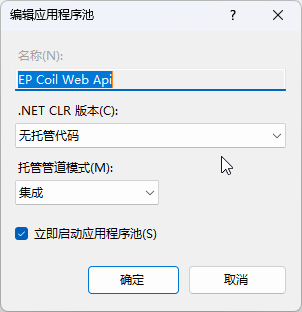 编辑应用程序池
?
名称(N):
EP Coil Web Api
.NET CLR 版本(C):
无托管代码
托管管道模式(M):
集成
立即启动应用程序池(S)
确定
取消